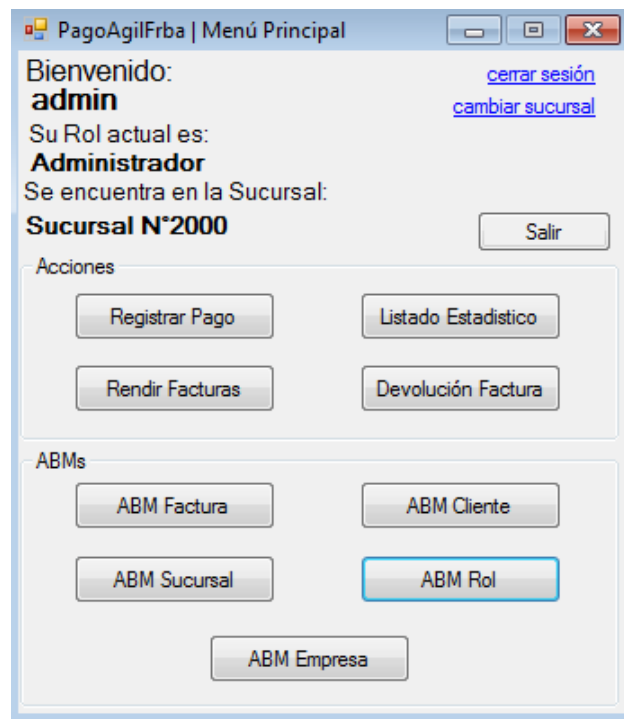 PagoAgilFrba | Menú Principal
Bienvenido:
cerrar sesión
admin
cambiar sucursal
Su Rol actual es:
Administrador
Se encuentra en la Sucursal:
Sucursal N°2000
Salir
Acciones
Registrar Pago
Listado Estadistico
Rendir Facturas
Devolución Factura
ABMs
ABM Factura
ABM Cliente
ABM Sucursal
ABM Rol
ABM Empresa